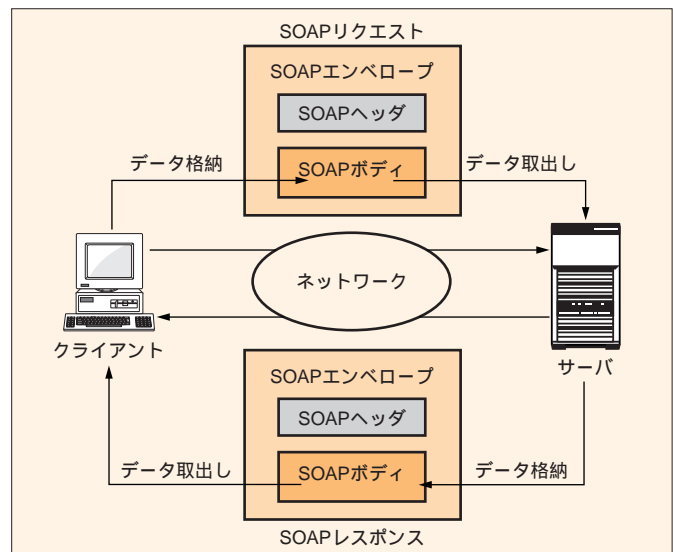 SOAPリクエスト
SOAPエンベロープ
SOAPヘッダ
データ格納
SOAPボディ
データ取出し
ネットワーク
クライアント
サーバ
SOAPエンベロープ
SOAPヘッダ
データ取出し
SOAPボディ
データ格納
SOAPレスポンス